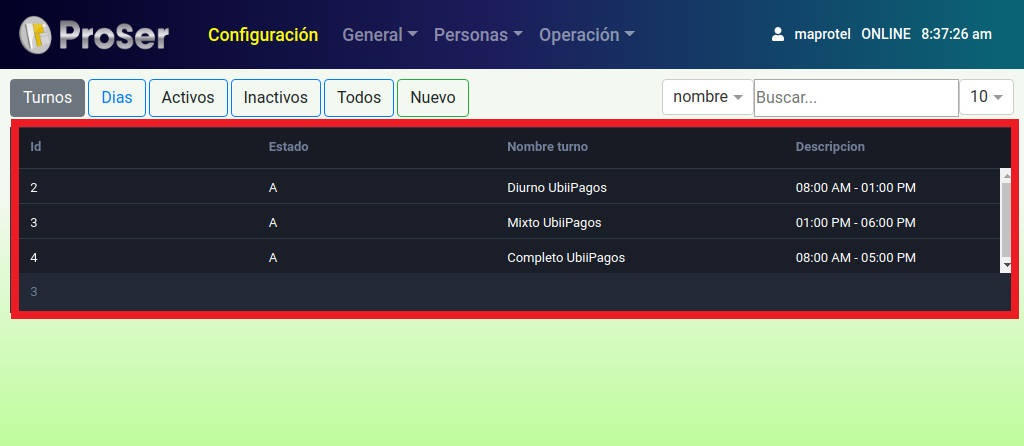 ProSer Configuración General Personas Operación maprotel ONLINE 8:37:26 am
Turnos Dias Activos Inactivos Todos Nuevo nombre Buscar... 10
Id Estado Nombre turno Descripcion
2 A Diurno UbiiPagos 08:00 AM - 01:00 PM
3 A Mixto UbiiPagos 01:00 PM - 06:00 PM
4 A Completo UbiiPagos 08:00 AM - 05:00 PM
3